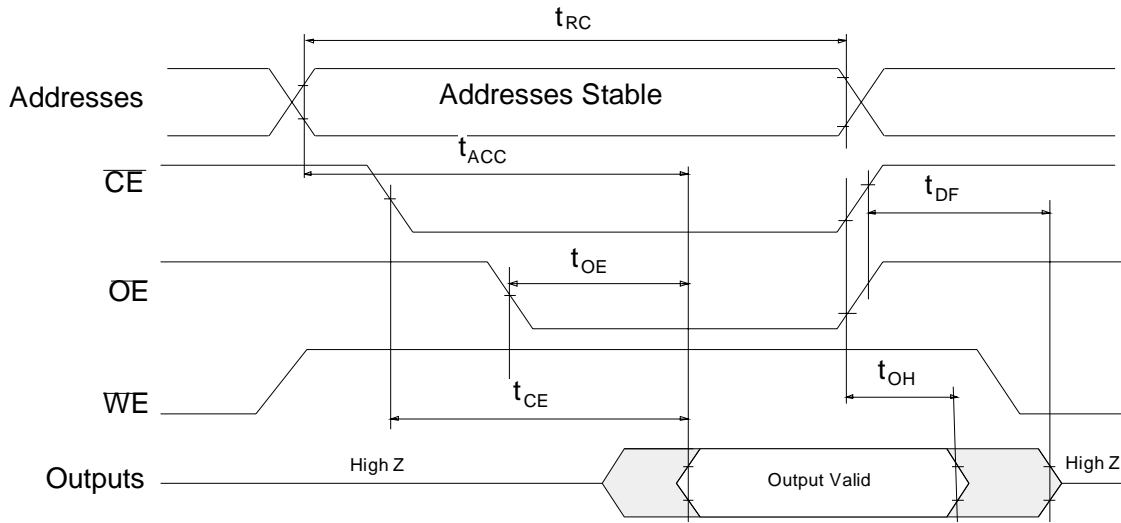 tRC
Addresses
Addresses Stable
tACC
CE
tDF
tOE
OE
tOH
WE
tCE
High Z
High Z
Outputs
Output Valid